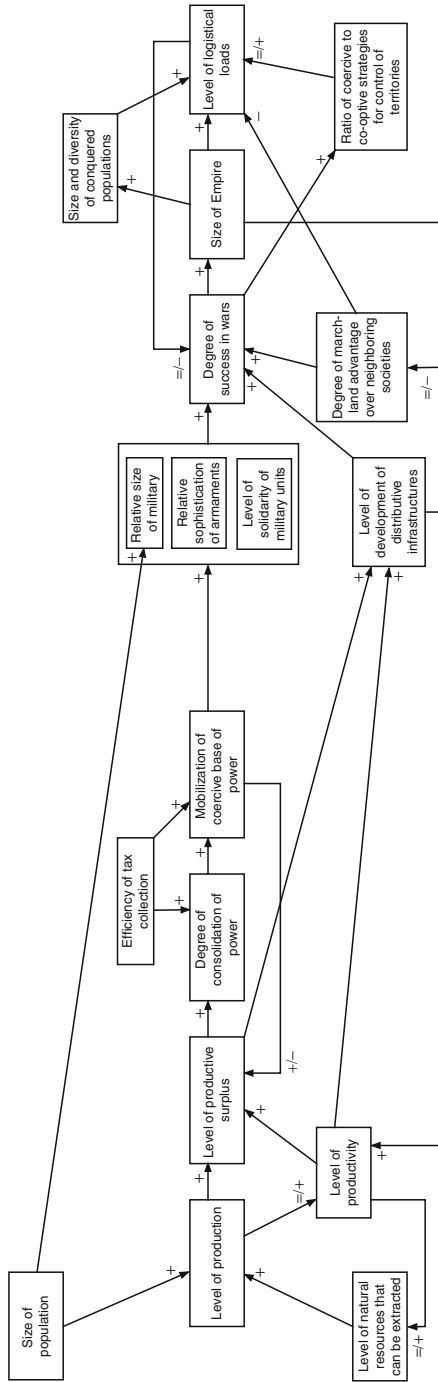 Size of
population
+
+
Level of production
+
=/+
+
Level of natural
resources that
can be extracted
=/+
Level of
productivity
+
+
Level of productive
surplus
+
+/−
Degree of
consolidation of
power
+
Efficiency of tax
collection
+
+
Mobilization of
coercive base of
power
+
Relative size
of military
Relative
sophistication
of armaments
Level of
solidarity of
military units
+
+
+
Level of
development of
distributive
infrastructures
Degree of
success in wars
=/−
+
+
+
Degree of march-
land advantage
over neighboring
societies
=/−
Size of Empire
+
Size and diversity
of conquered
populations
+
+
Level of logistical
loads
+
−
=/+
Ratio of coercive to
co-optive strategies
for control of
territories
+